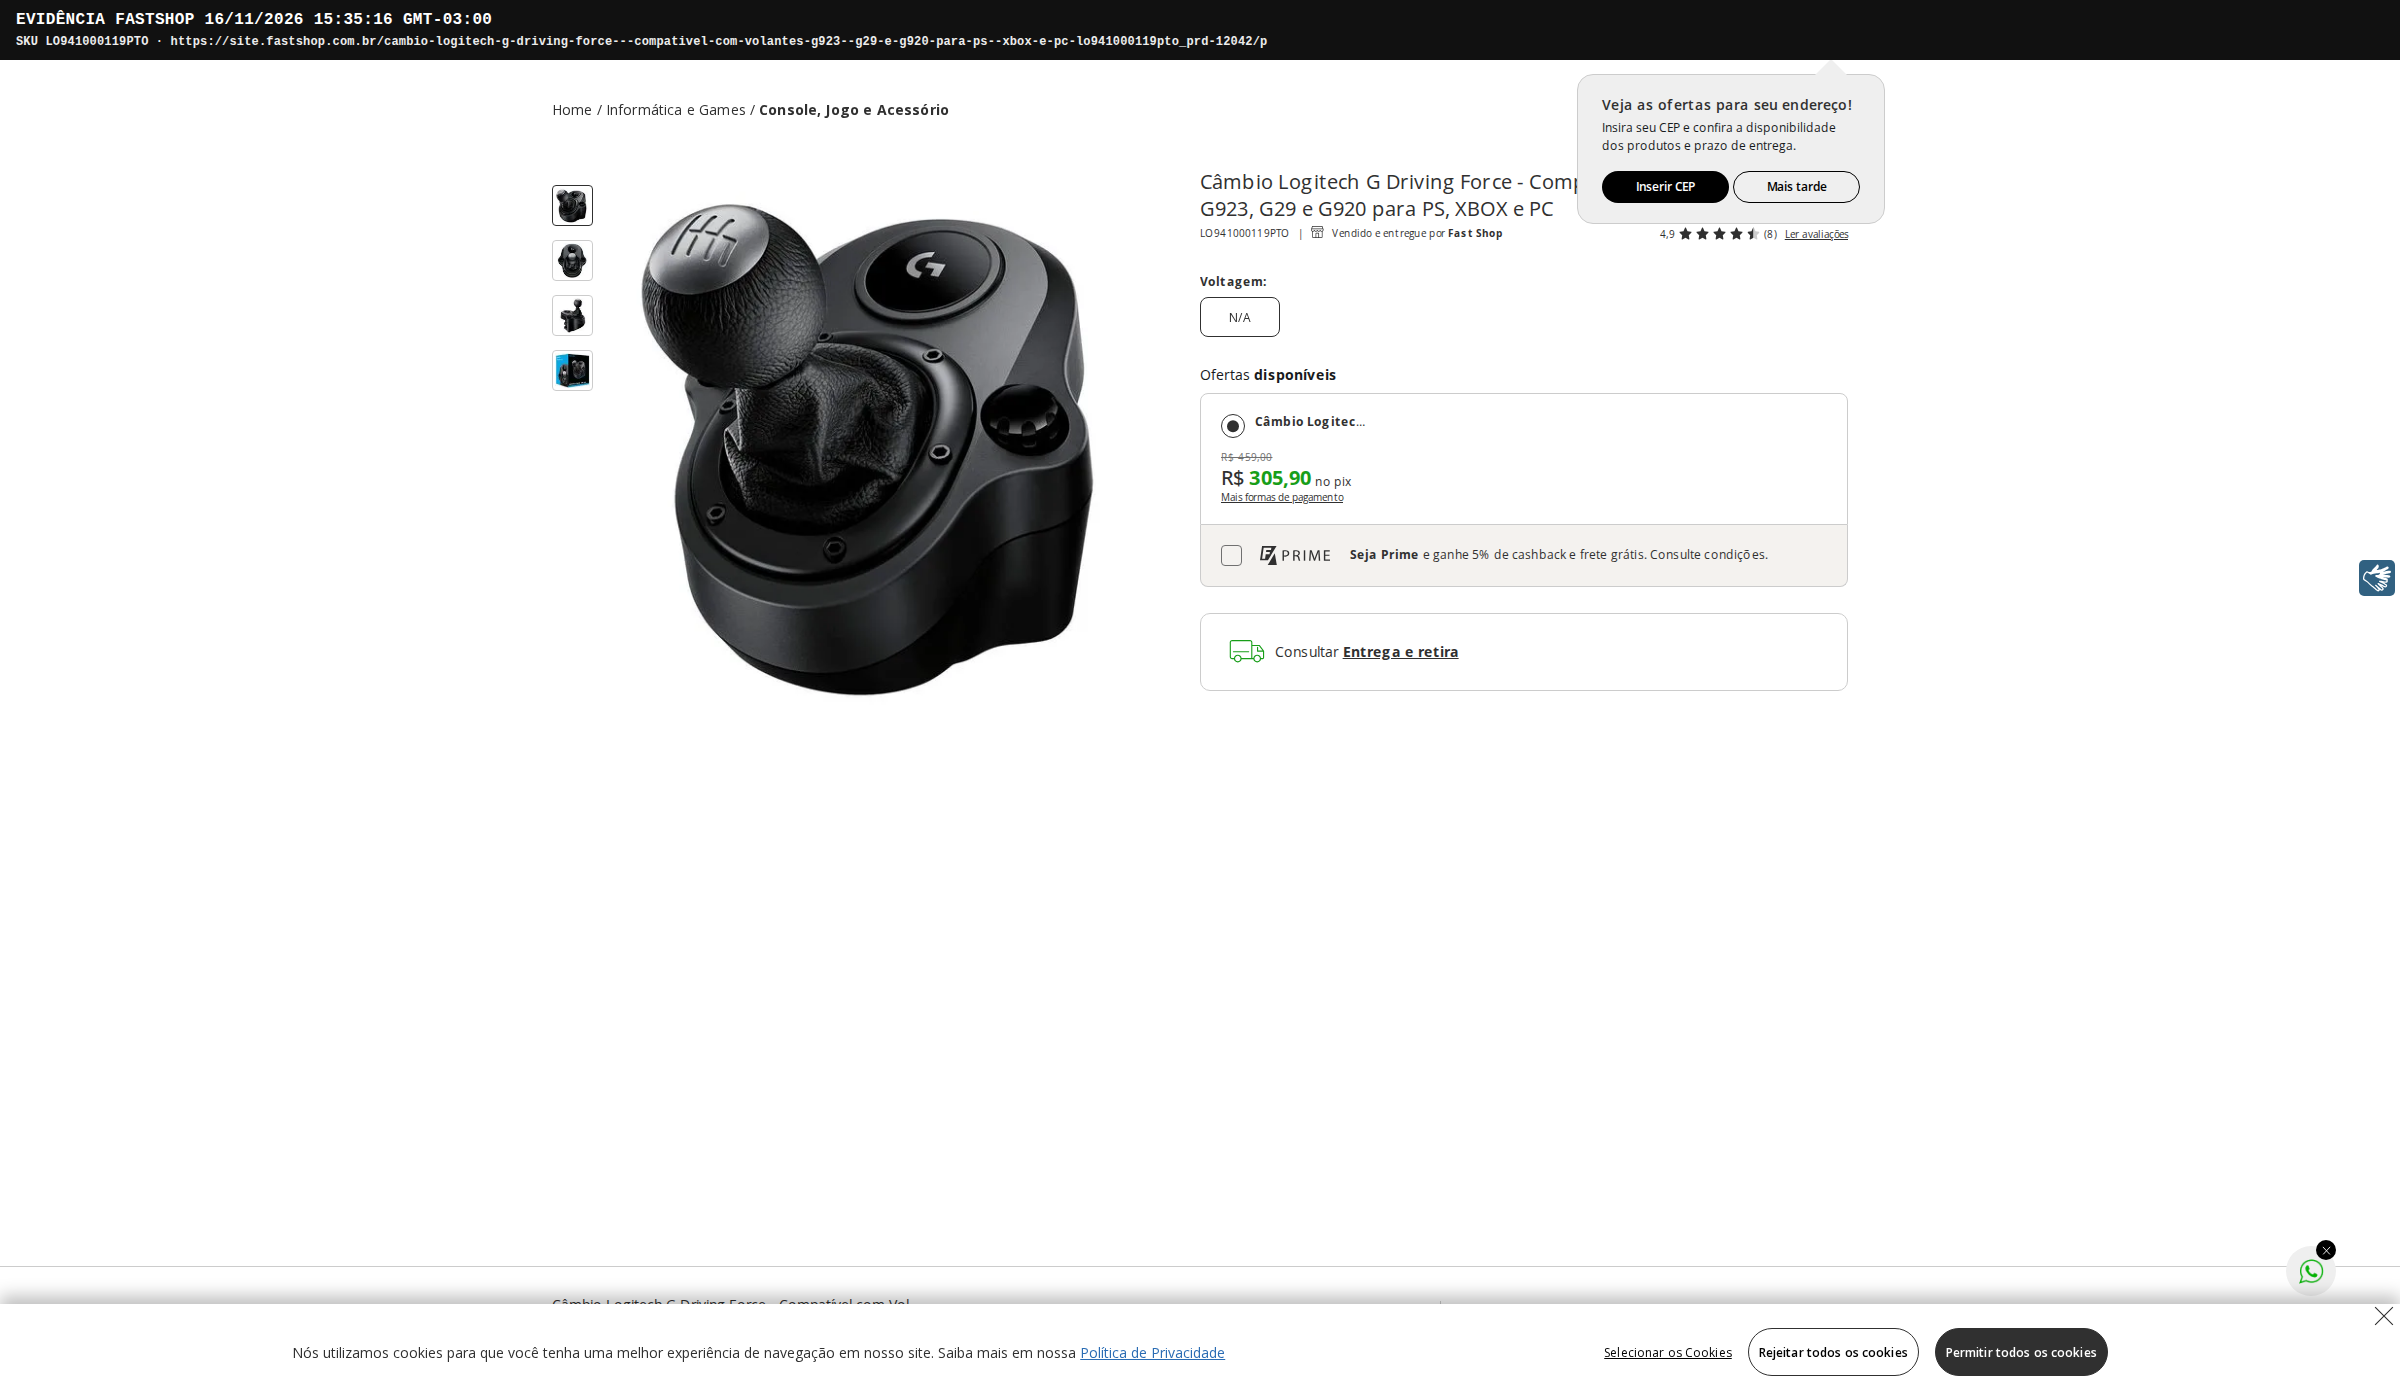 EVIDÊNCIA FASTSHOP 16/11/2026 15:35:16 GMT-03:00
SKU LO941000119PTO · https://site.fastshop.com.br/cambio-logitech-g-driving-force---compativel-com-volantes-g923--g29-e-g920-para-ps--xbox-e-pc-lo941000119pto_prd-12042/p
Home / Informática e Games / Console, Jogo e Acessório
Veja as ofertas para seu endereço!
Insira seu CEP e confira a disponibilidade
dos produtos e prazo de entrega.
Inserir CEP
Mais tarde
Câmbio Logitech G Driving Force - Comp
G923, G29 e G920 para PS, XBOX e PC
LO941000119PTO | Vendido e entregue por Fast Shop
4,9 (8) Ler avaliações
Voltagem:
N/A
Ofertas disponíveis
Câmbio Logitec...
R$ 459,00
R$ 305,90 no pix
Mais formas de pagamento
PRIME Seja Prime e ganhe 5% de cashback e frete grátis. Consulte condições.
Consultar Entrega e retira
Câmbio Logitech G Driving Force - Compatível com Vol
Nós utilizamos cookies para que você tenha uma melhor experiência de navegação em nosso site. Saiba mais em nossa Política de Privacidade
Selecionar os Cookies
Rejeitar todos os cookies
Permitir todos os cookies